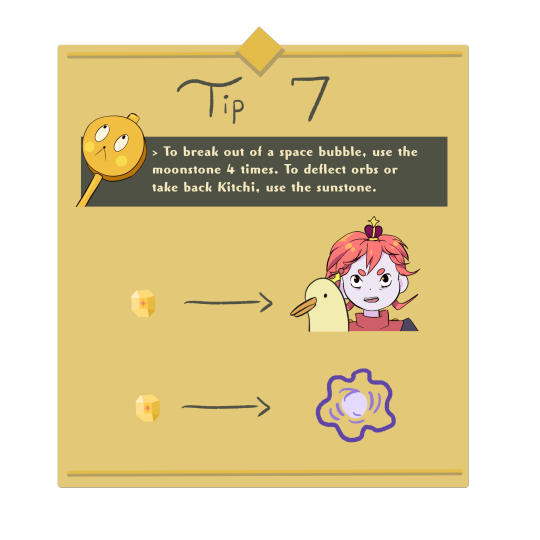 Tip 7
> To break out of a space bubble, use the
moonstone 4 times. To deflect orbs or
take back Kitchi, use the sunstone.